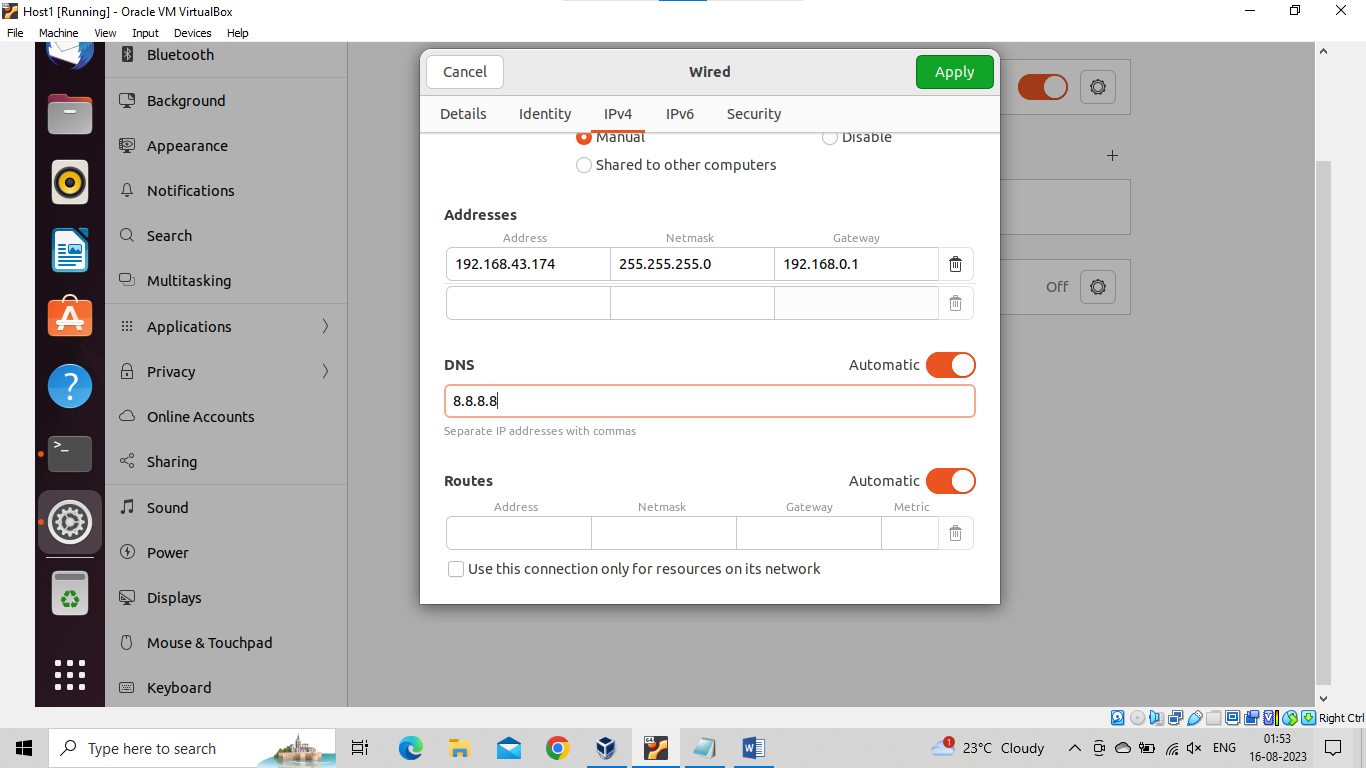 Host1 [Running] - Oracle VM VirtualBox
File Machine View Input Devices Help
Bluetooth
Background
Appearance
Notifications
Search
Multitasking
Applications
Privacy
Online Accounts
Sharing
Sound
Power
Displays
Mouse & Touchpad
Keyboard
Cancel Wired Apply
Details Identity IPv4 IPv6 Security
Manual Disable
Shared to other computers
Addresses
Address Netmask Gateway
192.168.43.174 255.255.255.0 192.168.0.1
DNS Automatic
8.8.8.8
Separate IP addresses with commas
Routes Automatic
Address Netmask Gateway Metric
Use this connection only for resources on its network
Off
Right Ctrl
Type here to search
1
23°C Cloudy
ENG
01:53
16-08-2023